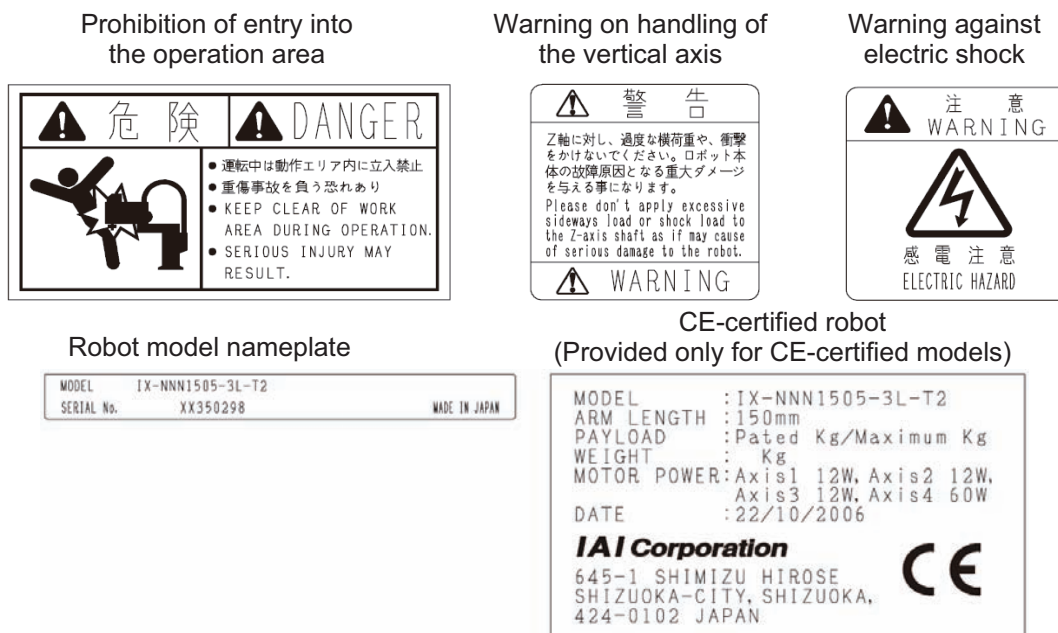 Prohibition of entry into
the operation area
Warning on handling of
the vertical axis
Warning against
electric shock
危険 DANGER
● 運転中は動作エリア内に立入禁止
● 重傷事故を負う恐れあり
● KEEP CLEAR OF WORK
AREA DURING OPERATION.
● SERIOUS INJURY MAY
RESULT.
警告
Z軸に対し、過度な横荷重や、衝撃
をかけないでください。ロボット本
体の故障原因となる重大ダメージ
を与える事になります。
Please don't apply excessive
sideways load or shock load to
the Z-axis shaft as if may cause
of serious damage to the robot.
WARNING
注意
WARNING
感電注意
ELECTRIC HAZARD
Robot model nameplate
MODEL IX-NNN1505-3L-T2
SERIAL No. XX350298 MADE IN JAPAN
CE-certified robot
(Provided only for CE-certified models)
MODEL :IX-NNN1505-3L-T2
ARM LENGTH :150mm
PAYLOAD :Pated Kg/Maximum Kg
WEIGHT : Kg
MOTOR POWER:Axis1 12W, Axis2 12W,
Axis3 12W, Axis4 60W
DATE :22/10/2006
IAI Corporation
645-1 SHIMIZU HIROSE
SHIZUOKA-CITY, SHIZUOKA,
424-0102 JAPAN
CE